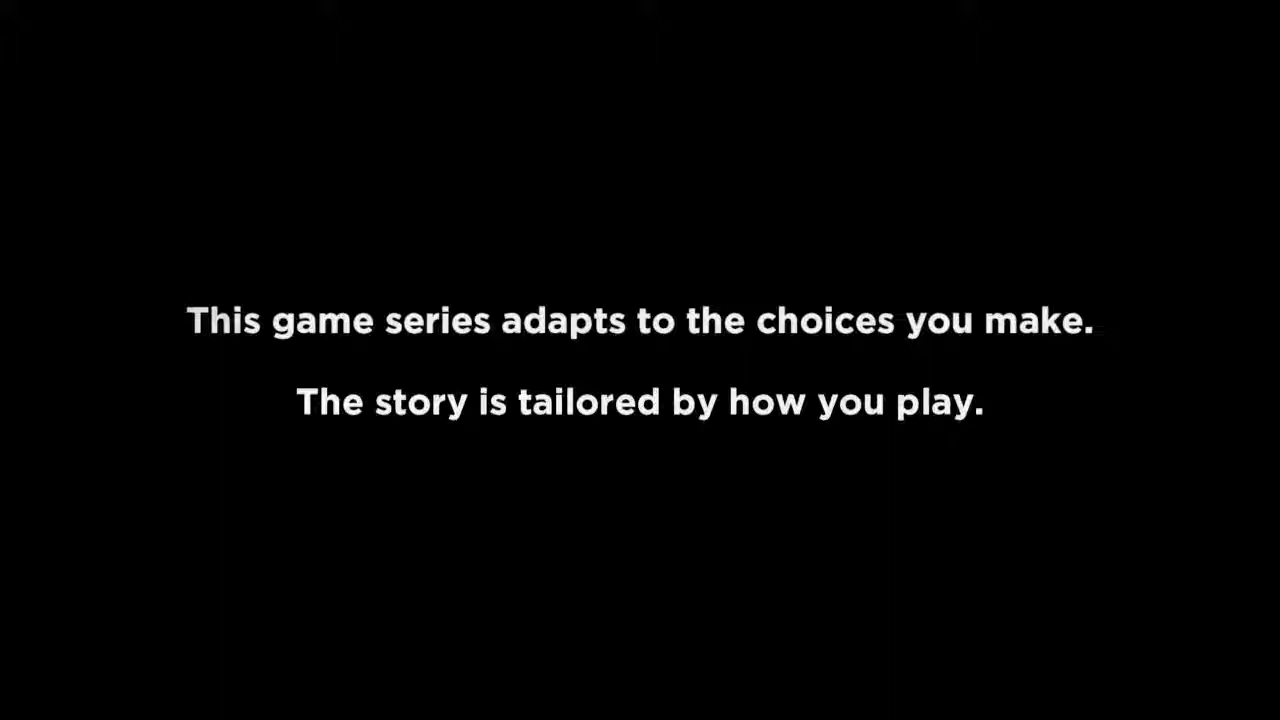 This game series adapts to the choices you make.
The story is tailored by how you play.